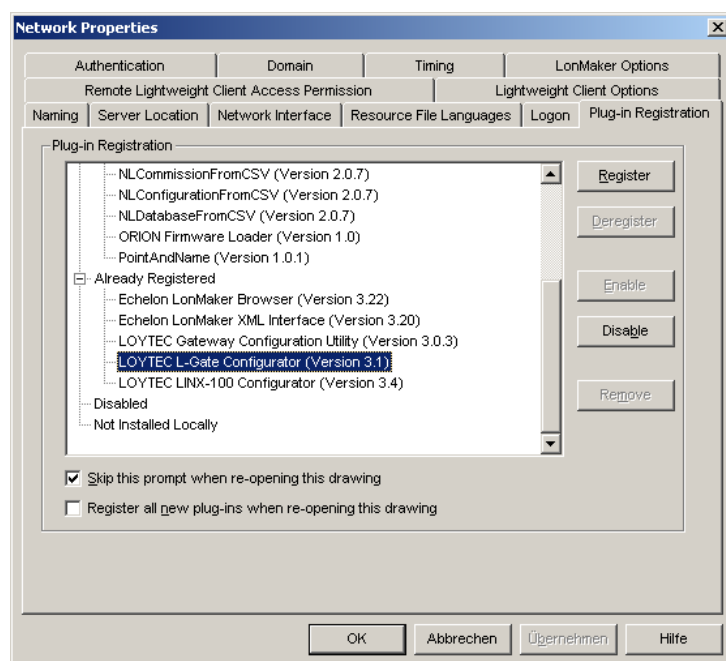 Network Properties
Authentication Domain Timing LonMaker Options
Remote Lightweight Client Access Permission Lightweight Client Options
Naming Server Location Network Interface Resource File Languages Logon Plug-in Registration
Plug-in Registration
NLCommissionFromCSV (Version 2.0.7)
NLConfigurationFromCSV (Version 2.0.7)
NLDatabaseFromCSV (Version 2.0.7)
ORION Firmware Loader (Version 1.0)
PointAndName (Version 1.0.1)
Already Registered
Echelon LonMaker Browser (Version 3.22)
Echelon LonMaker XML Interface (Version 3.20)
LOYTEC Gateway Configuration Utility (Version 3.0.3)
LOYTEC L-Gate Configurator (Version 3.1)
LOYTEC LINX-100 Configurator (Version 3.4)
Disabled
Not Installed Locally
Register
Deregister
Enable
Disable
Remove
Skip this prompt when re-opening this drawing
Register all new plug-ins when re-opening this drawing
OK Abbrechen Übernehmen Hilfe